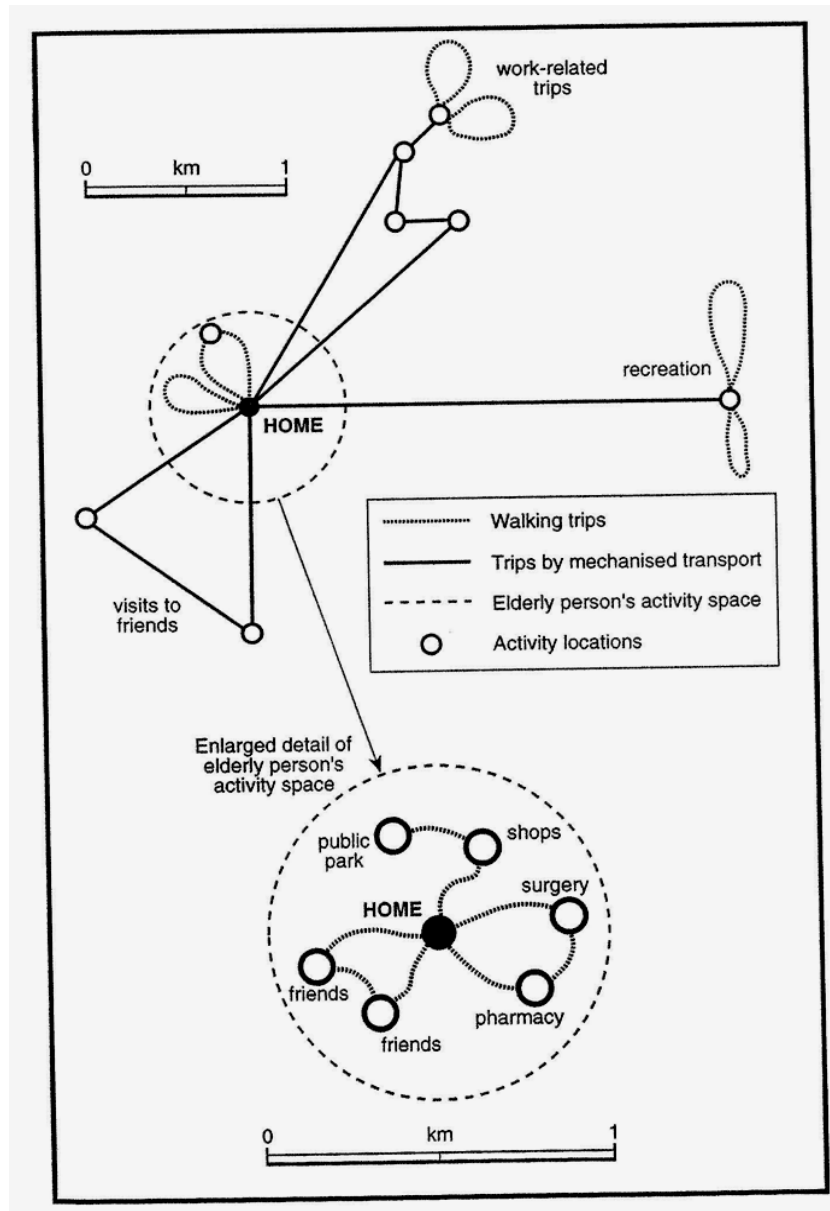 work-related
trips
0 km 1
recreation
HOME
Walking trips
Trips by mechanised transport
Elderly person's activity space
Activity locations
visits to
friends
Enlarged detail of
elderly person's
activity space
public
park
shops
surgery
HOME
friends
pharmacy
friends
0 km 1